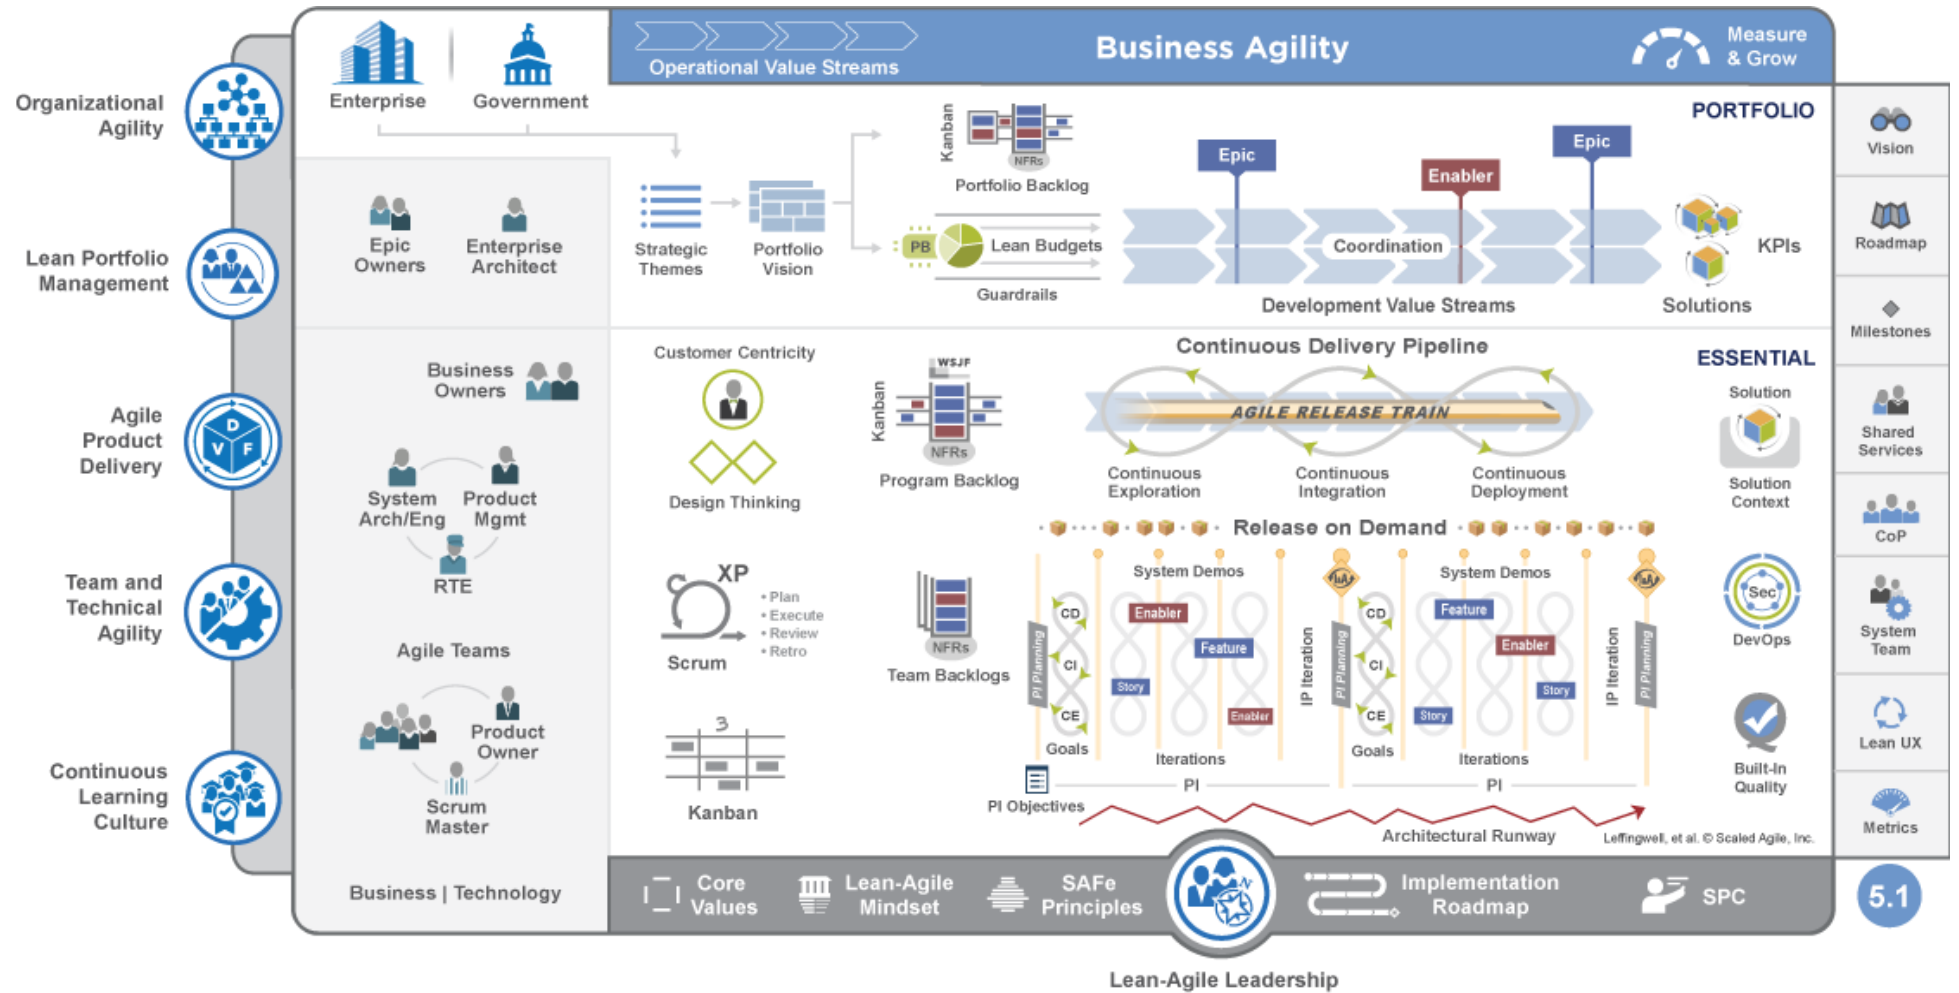 Organizational
Agility
Lean Portfolio
Management
Agile
Product
Delivery
D
V F
Team and
Technical
Agility
Continuous
Learning
Culture
Enterprise
Government
Operational Value Streams
Business Agility
Measure
& Grow
PORTFOLIO
Epic
Owners
Enterprise
Architect
Strategic
Themes
Portfolio
Vision
Kanban
NFRs
Portfolio Backlog
PB
Lean Budgets
Guardrails
Epic
Enabler
Epic
Coordination
Development Value Streams
KPIs
Solutions
ESSENTIAL
Business
Owners
System
Arch/Eng
Product
Mgmt
RTE
Agile Teams
Product
Owner
Scrum
Master
Business | Technology
Customer Centricity
Design Thinking
XP
• Plan
• Execute
• Review
• Retro
Scrum
3
Kanban
WSJF
Kanban
NFRs
Program Backlog
NFRs
Team Backlogs
Continuous Delivery Pipeline
AGILE RELEASE TRAIN
Continuous
Exploration
Continuous
Integration
Continuous
Deployment
Release on Demand
System Demos
System Demos
PI Planning
CD
CI
CE
Goals
Enabler
Feature
Story
Enabler
Iterations
IP Iteration
I&A
PI Planning
CD
CI
CE
Goals
Feature
Enabler
Story
Story
Iterations
IP Iteration
I&A
PI Planning
PI
PI
PI Objectives
Architectural Runway
Leffingwell, et al. © Scaled Agile, Inc.
Solution
Solution
Context
Sec
DevOps
Built-In
Quality
Vision
Roadmap
Milestones
Shared
Services
CoP
System
Team
Lean UX
Metrics
Core
Values
Lean-Agile
Mindset
SAFe
Principles
N
Implementation
Roadmap
SPC
5.1
Lean-Agile Leadership